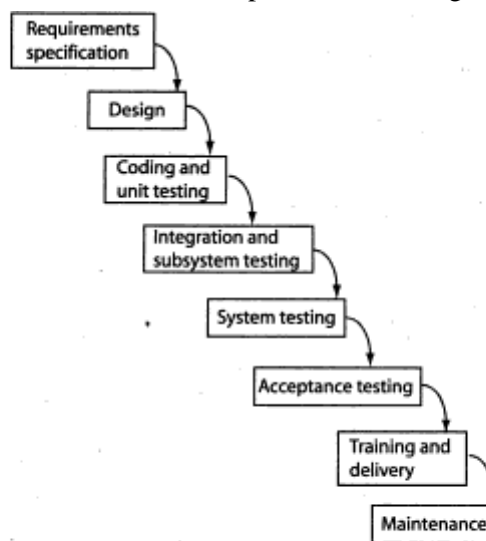 Requirements
specification
Design
Coding and
unit testing
Integration and
subsystem testing
System testing
Acceptance testing
Training and
delivery
Maintenance